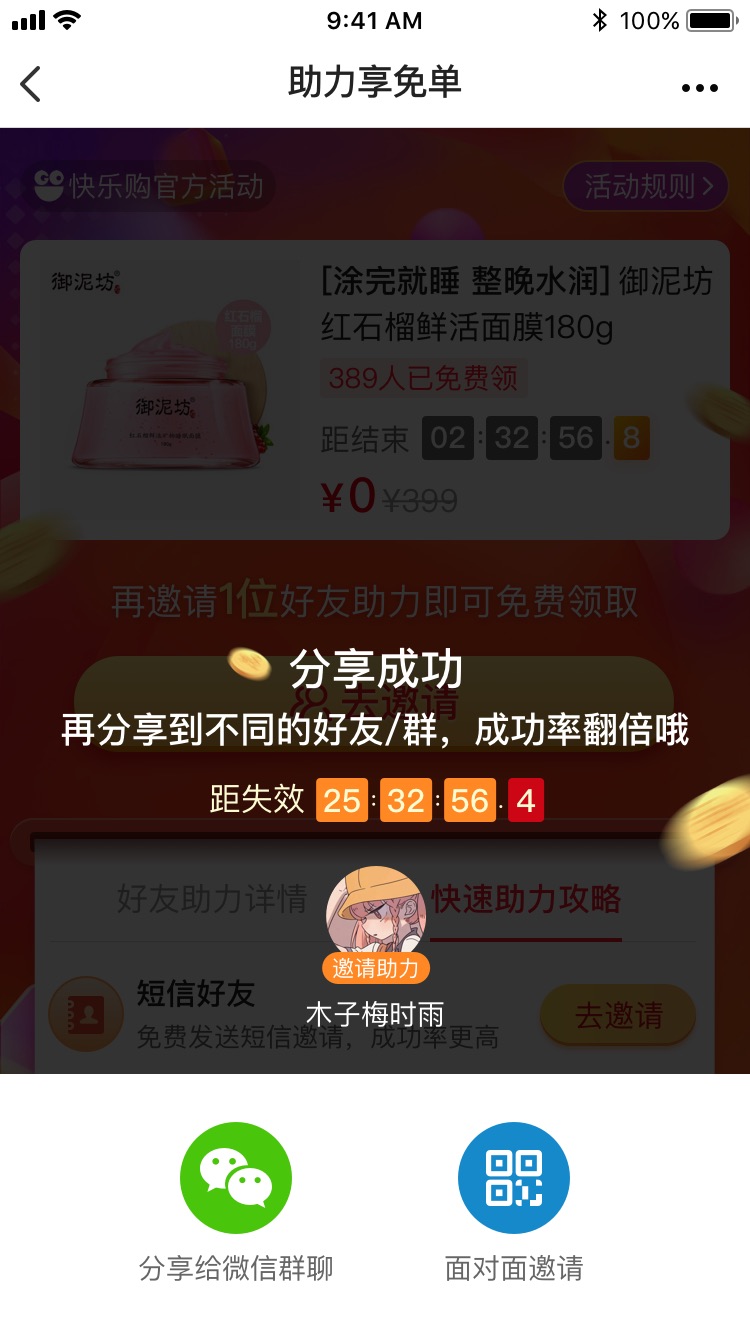 9:41 AM
100%
助力享免单
快乐购官方活动
活动规则
御泥坊
红石榴
面膜
180g
御泥坊
[涂完就睡 整晚水润] 御泥坊
红石榴鲜活面膜180g
389人已免费领
距结束 02:32:56.8
¥0 ¥399
再邀请1位好友助力即可免费领取
去邀请
分享成功
再分享到不同的好友/群，成功率翻倍哦
距失效 25:32:56.4
好友助力详情
快速助力攻略
邀请助力
木子梅时雨
短信好友
免费发送短信邀请，成功率更高
去邀请
分享给微信群聊
面对面邀请